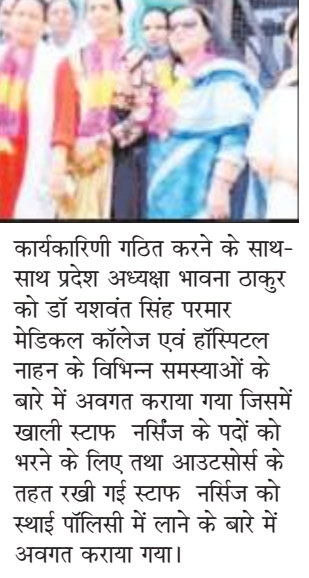 कार्यकारिणी गठित करने के साथ-
साथ प्रदेश अध्यक्षा भावना ठाकुर
को डॉ यशवंत सिंह परमार
मेडिकल कॉलेज एवं हॉस्पिटल
नाहन के विभिन्न समस्याओं के
बारे में अवगत कराया गया जिसमें
खाली स्टाफ नर्सिंज के पदों को
भरने के लिए तथा आउटसोर्स के
तहत रखी गई स्टाफ नर्सिज को
स्थाई पॉलिसी में लाने के बारे में
अवगत कराया गया।